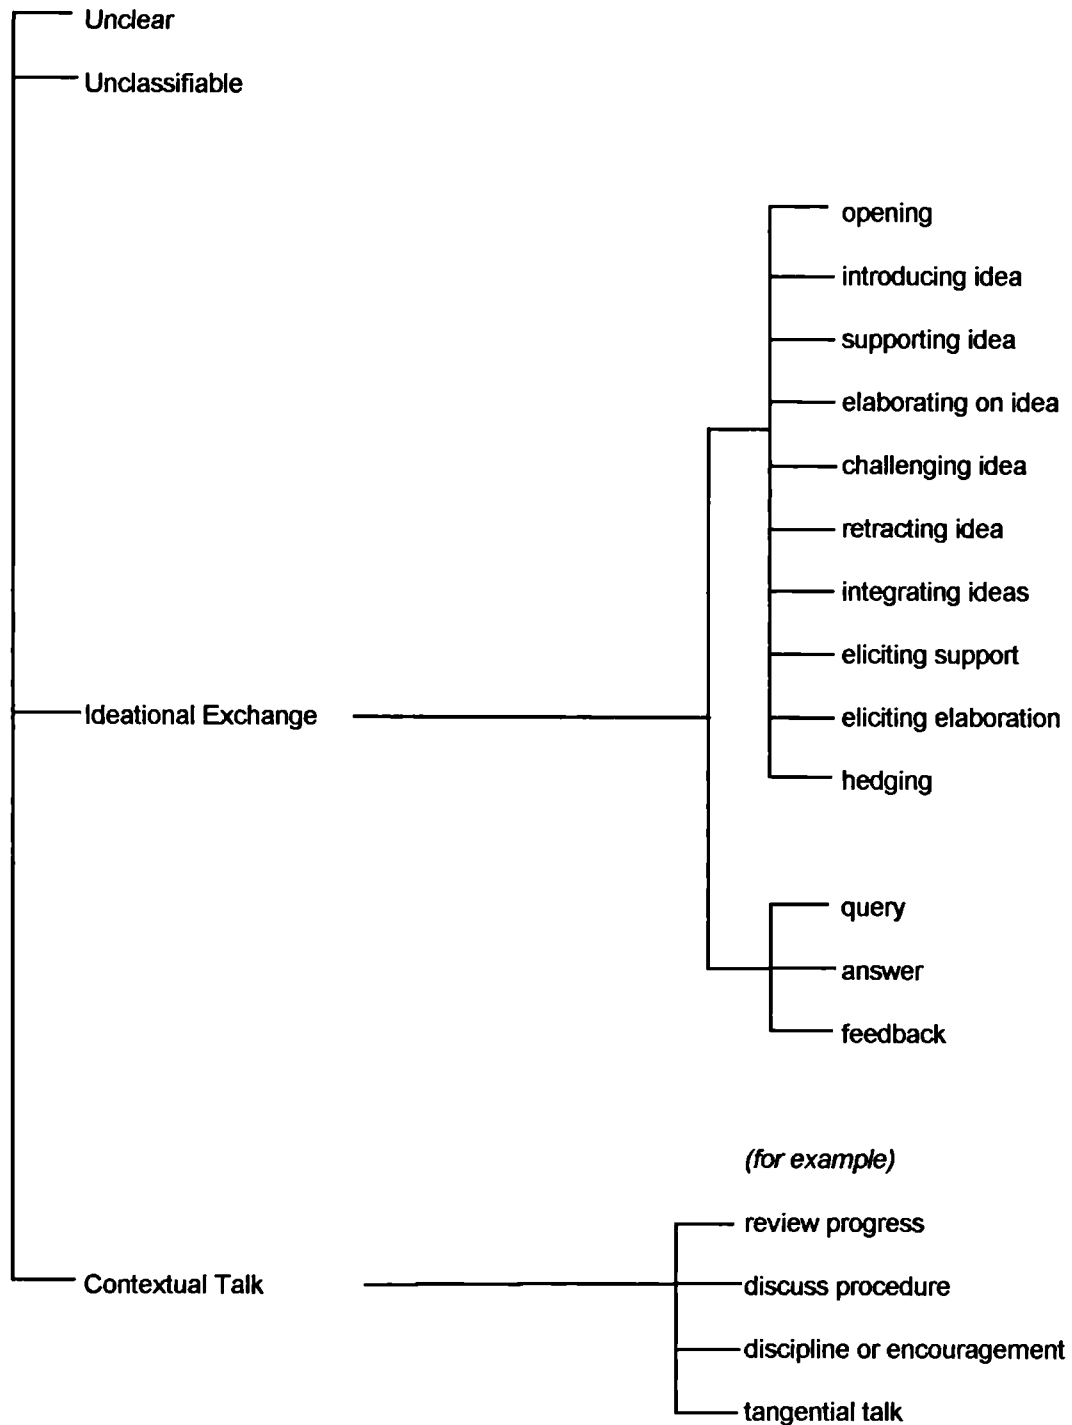 Unclear
Unclassifiable
opening
introducing idea
supporting idea
elaborating on idea
challenging idea
retracting idea
integrating ideas
Ideational Exchange
eliciting support
eliciting elaboration
hedging
query
answer
feedback
(for example)
review progress
Contextual Talk
discuss procedure
discipline or encouragement
tangential talk